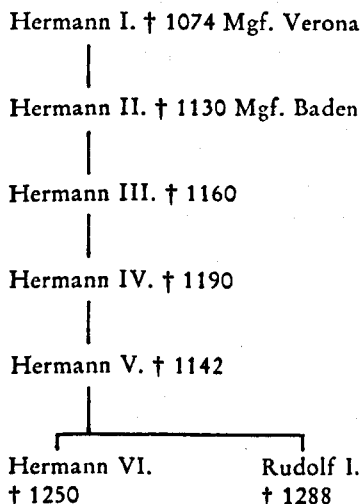 Hermann I. † 1074 Mgf. Verona
Hermann II. † 1130 Mgf. Baden
Hermann III. † 1160
Hermann IV. † 1190
Hermann V. † 1142
Hermann VI. Rudolf I.
† 1250 † 1288